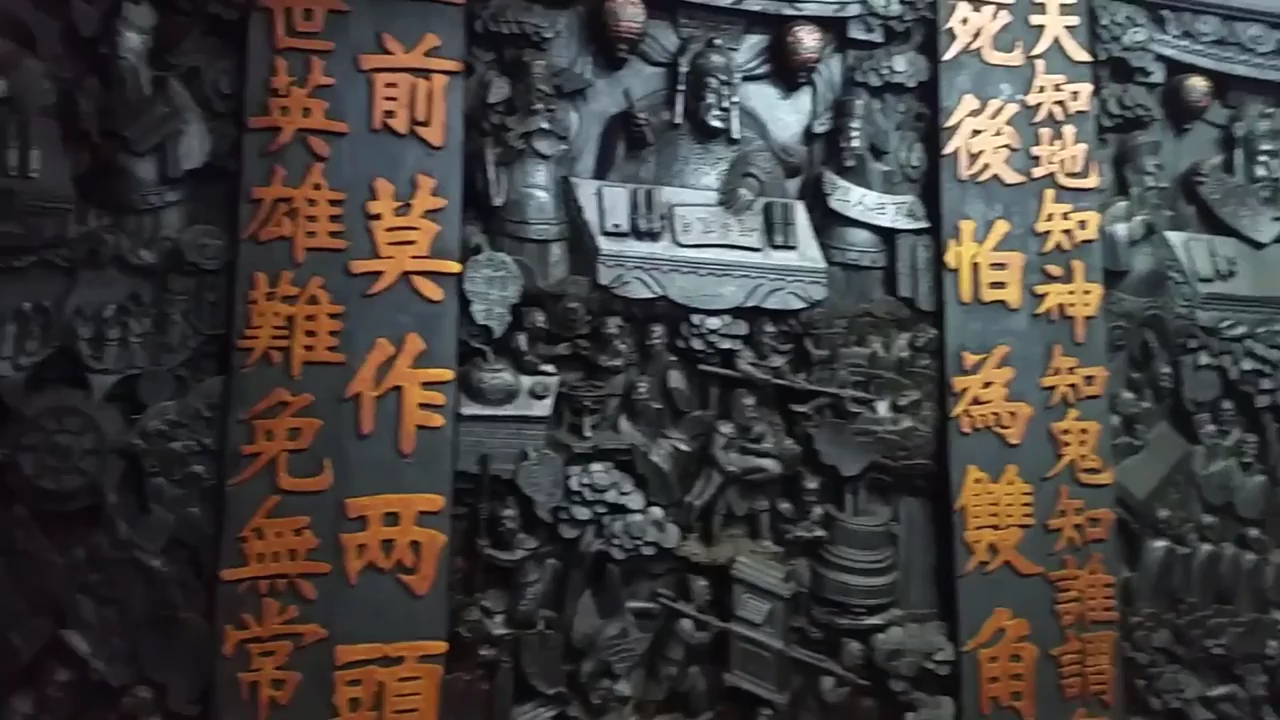 天知地知神知鬼知誰謂
死後怕為雙角
前莫作两頭
世英雄難免無常